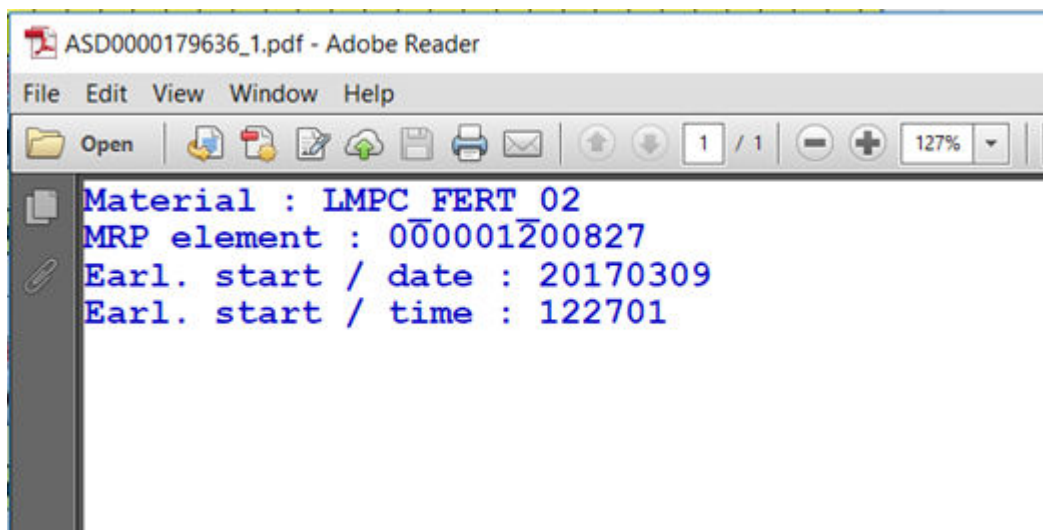 ASD0000179636_1.pdf - Adobe Reader
File Edit View Window Help
Open 1 / 1 127%
Material : LMPC_FERT_02
MRP element : 000001200827
Earl. start / date : 20170309
Earl. start / time : 122701